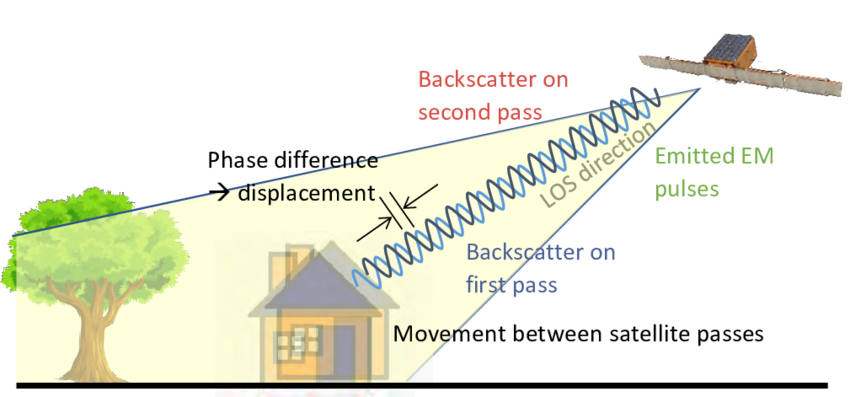 Backscatter on
second pass
Phase difference
→ displacement
LOS direction
Emitted EM
pulses
Backscatter on
first pass
Movement between satellite passes